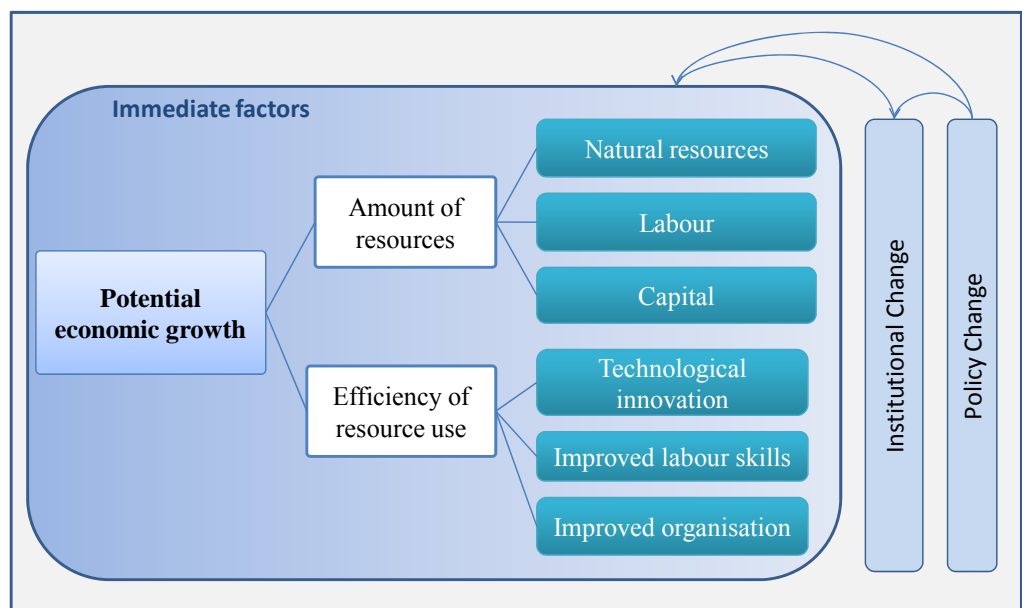 Immediate factors
Natural resources
Amount of
resources
Labour
Capital
Potential
economic growth
Technological
innovation
Efficiency of
resource use
Improved labour skills
Improved organisation
Institutional Change
Policy Change